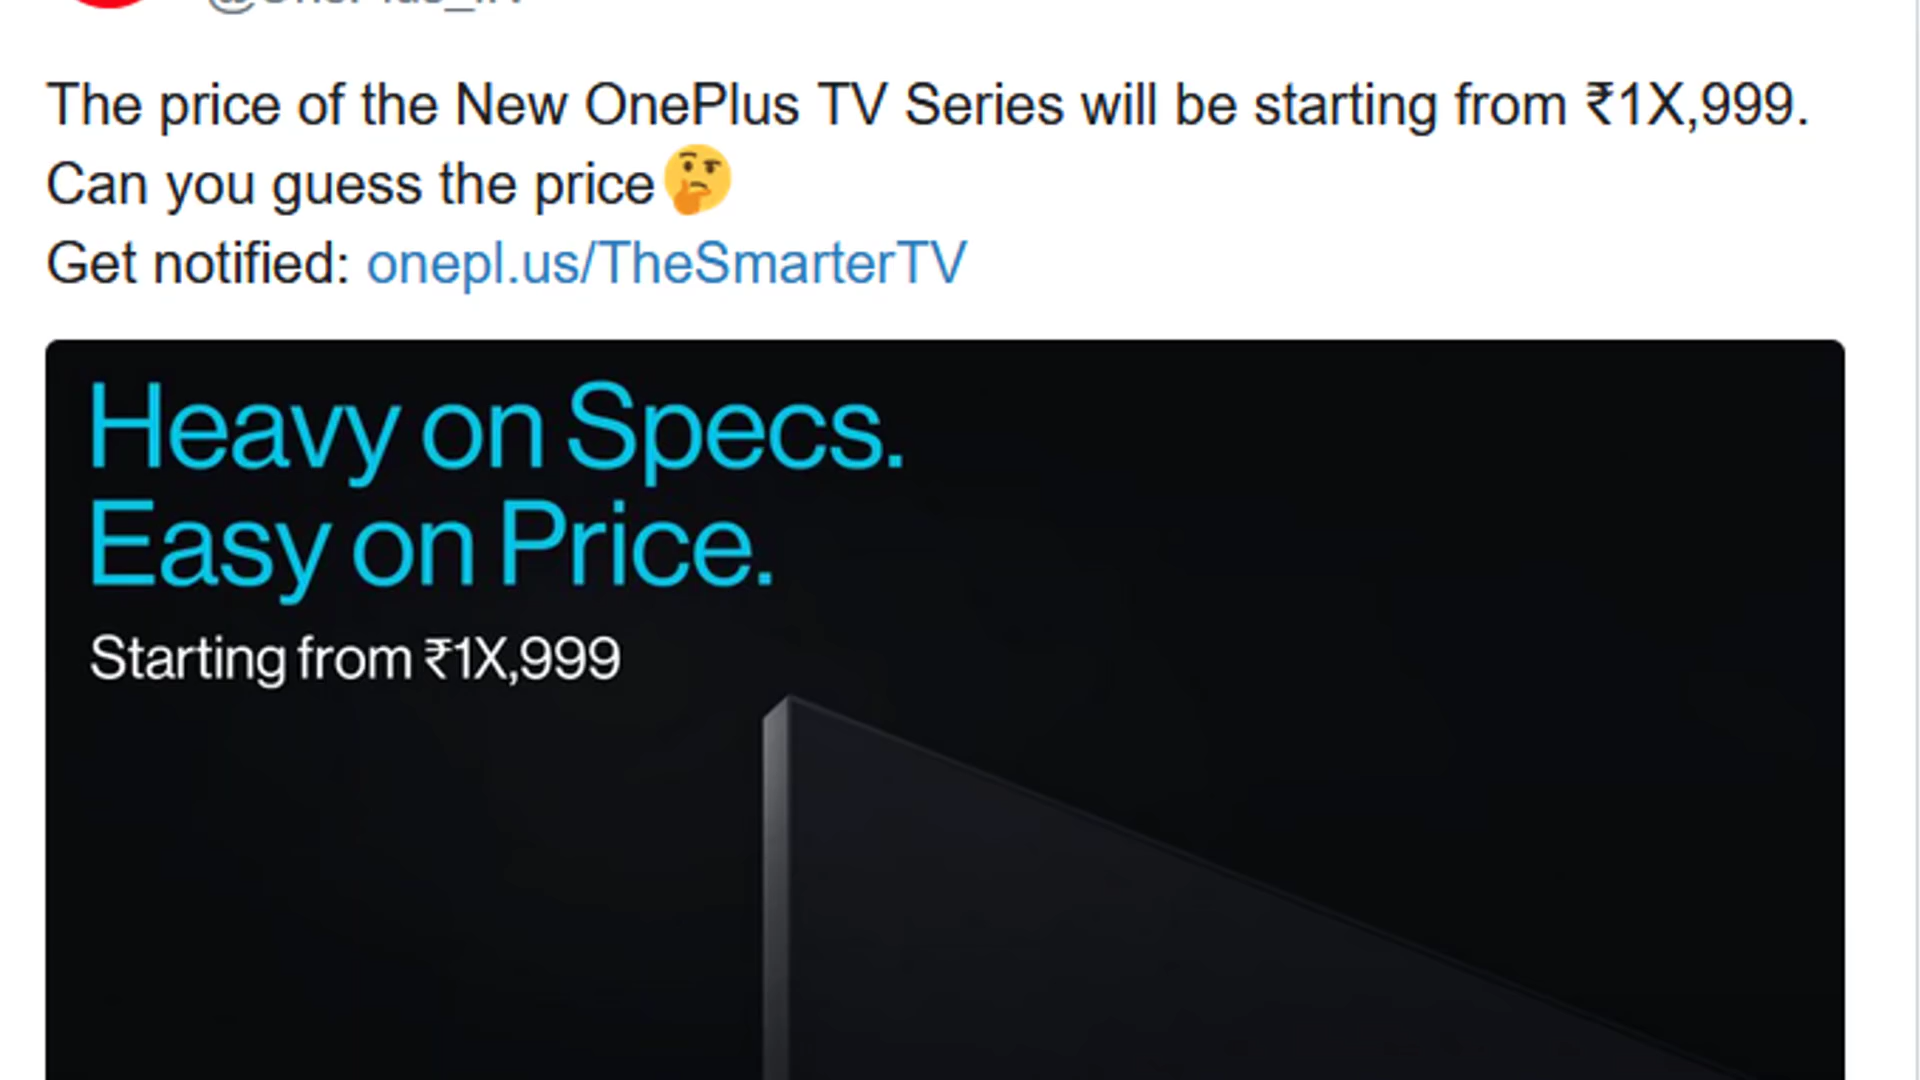 The price of the New OnePlus TV Series will be starting from ₹1X,999.
Can you guess the price🤔
Get notified: onepl.us/TheSmarterTV
Heavy on Specs.
Easy on Price.
Starting from ₹1X,999